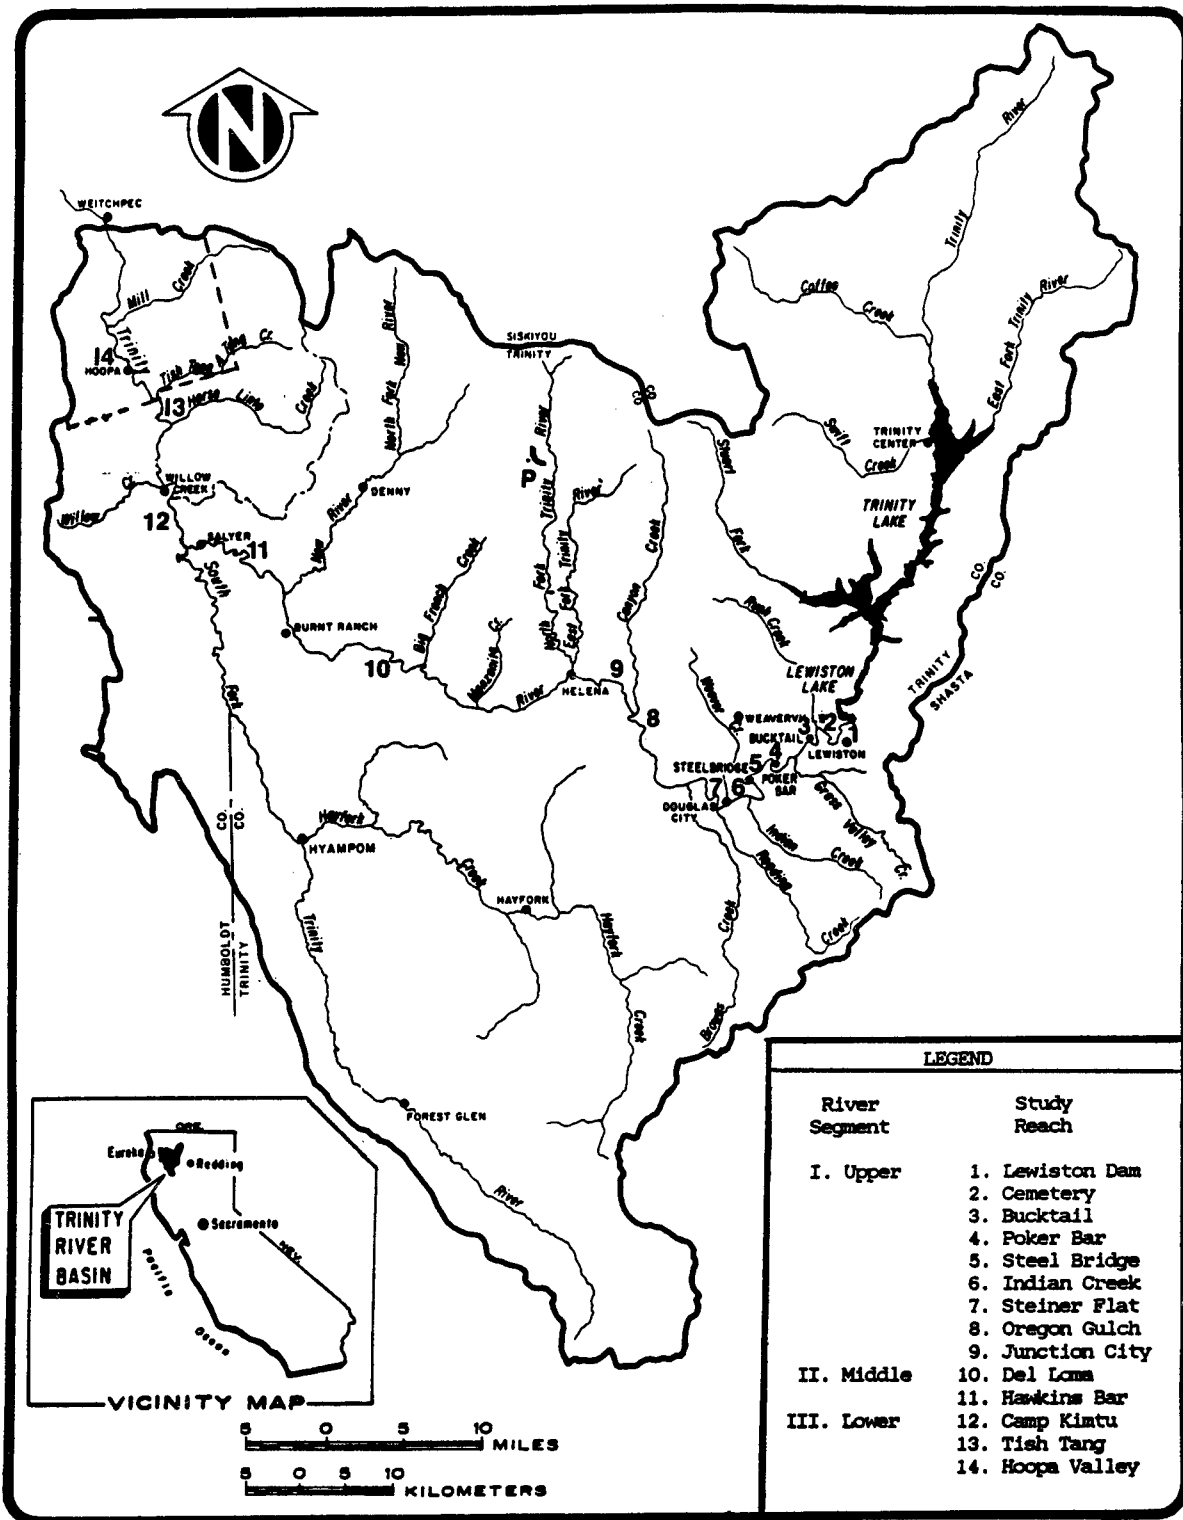 N
WEITCHPEC
Mill Creek
Trinity
14
HOOPA
Tish Tang A Tang Cr.
13
Horse Linto Creek
Willow Cr.
WILLOW CREEK
12
SALYER
11
South Fork Trinity River
BURNT RANCH
New River
DENNY
North Fork New River
10
Big French Creek
Manzanita Cr.
River
HELENA
North Fork Trinity River
East Fork Trinity River
SISKIYOU CO.
TRINITY CO.
9
Canyon Creek
8
Stuart Fork
Swift Creek
Coffee Creek
Trinity River
East Fork Trinity River
TRINITY CENTER
TRINITY LAKE
Rush Creek
LEWISTON LAKE
TRINITY CO.
SHASTA CO.
Weaver Cr.
3
2
1
BUCKTAIL
LEWISTON
STEELBRIDGE
5
4
POKER BAR
7
6
DOUGLAS CITY
Grass Valley Cr.
Indian Creek
Reading Creek
Browns Creek
HUMBOLDT CO.
TRINITY CO.
HYAMPOM
Hayfork Creek
HAYFORK
Hayfork Creek
FOREST GLEN
ORE.
Eureka
Redding
Sacramento
NEV.
TRINITY
RIVER
BASIN
Pacific
Ocean
VICINITY MAP
5 0 5 10 MILES
5 0 5 10 KILOMETERS
LEGEND
River Study
Segment Reach
I. Upper 1. Lewiston Dam
2. Cemetery
3. Bucktail
4. Poker Bar
5. Steel Bridge
6. Indian Creek
7. Steiner Flat
8. Oregon Gulch
9. Junction City
II. Middle 10. Del Loma
11. Hawkins Bar
III. Lower 12. Camp Kimtu
13. Tish Tang
14. Hoopa Valley